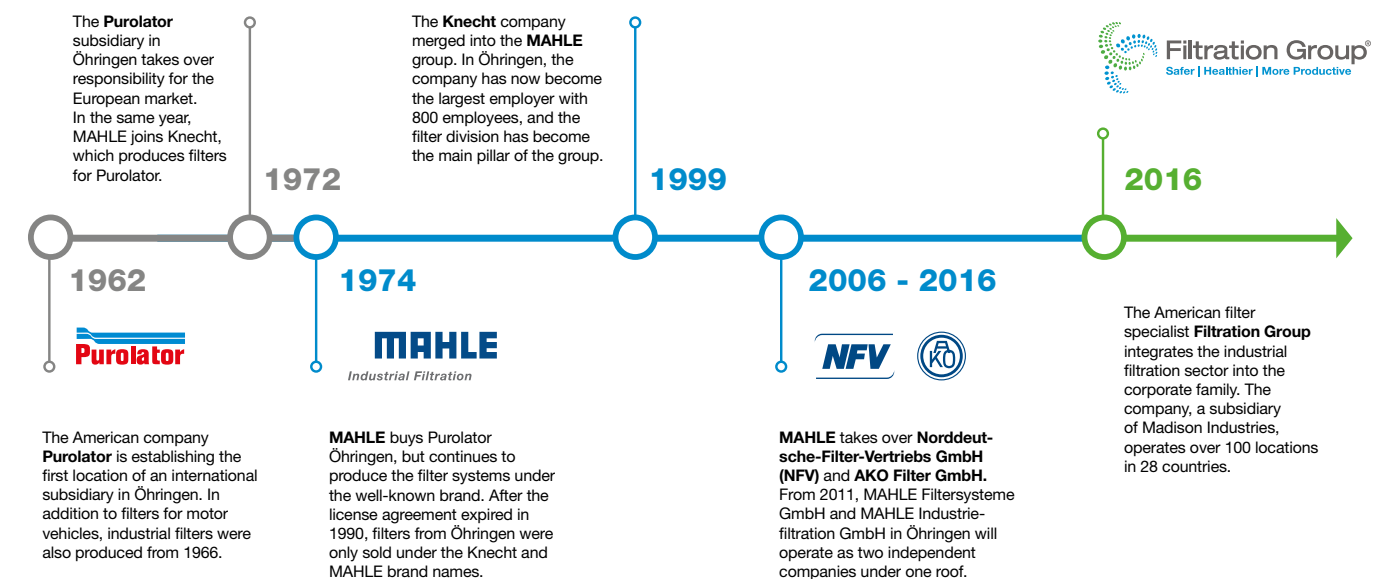 The Purolator
subsidiary in
Öhringen takes over
responsibility for the
European market.
In the same year,
MAHLE joins Knecht,
which produces filters
for Purolator.
1972
The Knecht company
merged into the MAHLE
group. In Öhringen, the
company has now become
the largest employer with
800 employees, and the
filter division has become
the main pillar of the group.
1999
Filtration Group®
Safer | Healthier | More Productive
2016
1962
Purolator
The American company
Purolator is establishing the
first location of an international
subsidiary in Öhringen. In
addition to filters for motor
vehicles, industrial filters were
also produced from 1966.
1974
MAHLE
Industrial Filtration
MAHLE buys Purolator
Öhringen, but continues to
produce the filter systems under
the well-known brand. After the
license agreement expired in
1990, filters from Öhringen were
only sold under the Knecht and
MAHLE brand names.
2006 - 2016
NFV
AKO
MAHLE takes over Norddeut-
sche-Filter-Vertriebs GmbH
(NFV) and AKO Filter GmbH.
From 2011, MAHLE Filtersysteme
GmbH and MAHLE Industrie-
filtration GmbH in Öhringen will
operate as two independent
companies under one roof.
The American filter
specialist Filtration Group
integrates the industrial
filtration sector into the
corporate family. The
company, a subsidiary
of Madison Industries,
operates over 100 locations
in 28 countries.